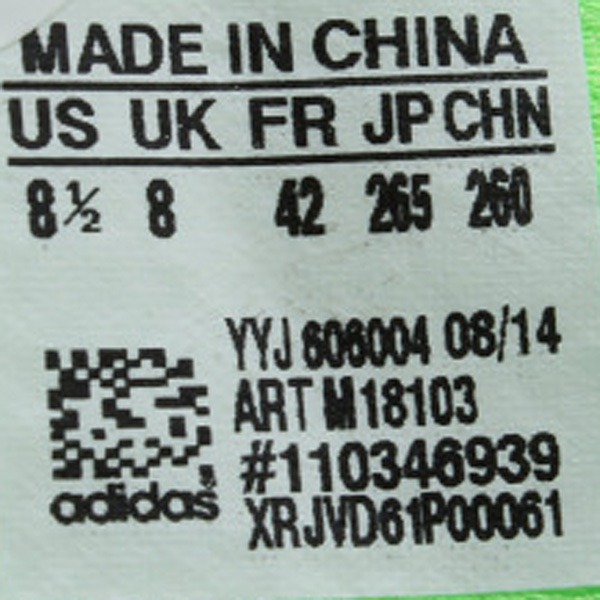 MADE IN CHINA
US UK FR JP CHN
8½ 8 42 265 260
YYJ 606004 08/14
ART M18103
#110346939
XRJVD61P00061
adidas